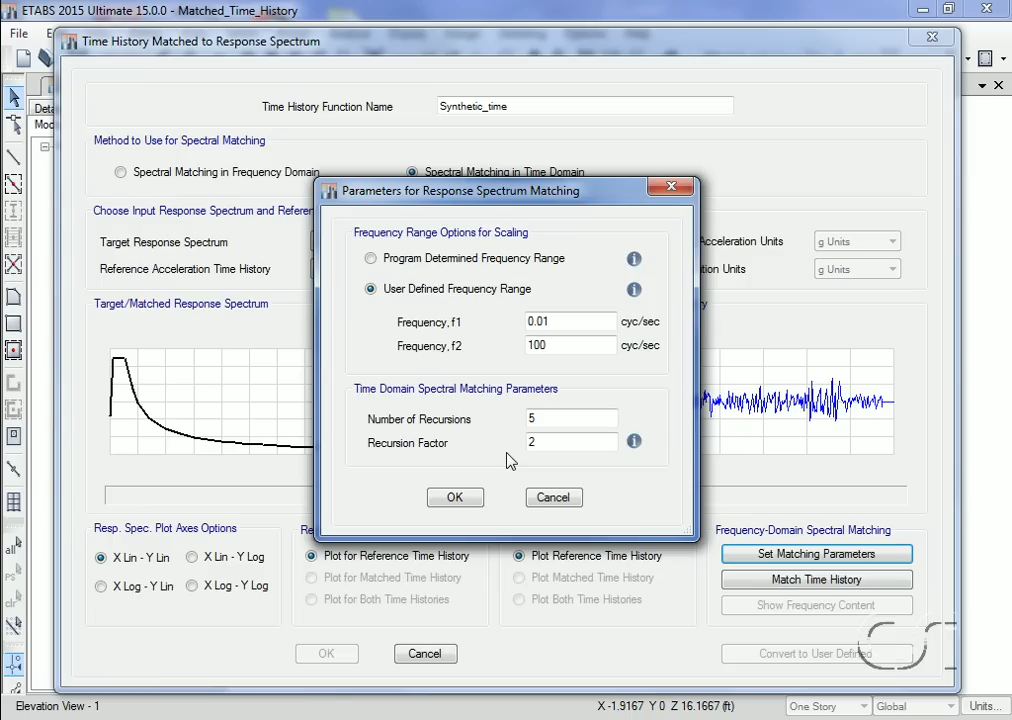 ETABS 2015 Ultimate 15.0.0 - Matched_Time_History
File
Time History Matched to Response Spectrum
Time History Function Name
Synthetic_time
Method to Use for Spectral Matching
Spectral Matching in Frequency Domain
Spectral Matching in Time Domain
Choose Input Response Spectrum and Refere
Target Response Spectrum
Acceleration Units
g Units
Reference Acceleration Time History
tion Units
g Units
Target/Matched Response Spectrum
Parameters for Response Spectrum Matching
Frequency Range Options for Scaling
Program Determined Frequency Range
User Defined Frequency Range
Frequency, f1
0.01
cyc/sec
Frequency, f2
100
cyc/sec
Time Domain Spectral Matching Parameters
Number of Recursions
5
Recursion Factor
2
OK
Cancel
Resp. Spec. Plot Axes Options
X Lin - Y Lin
X Lin - Y Log
X Log - Y Lin
X Log - Y Log
Re
Plot for Reference Time History
Plot for Matched Time History
Plot for Both Time Histories
Plot Reference Time History
Plot Matched Time History
Plot Both Time Histories
Frequency-Domain Spectral Matching
Set Matching Parameters
Match Time History
Show Frequency Content
Convert to User Defined
OK
Cancel
Deta
Mod
all
PS
clr
Elevation View - 1
X -1.9167 Y 0 Z 16.1667 (ft)
One Story
Global
Units...